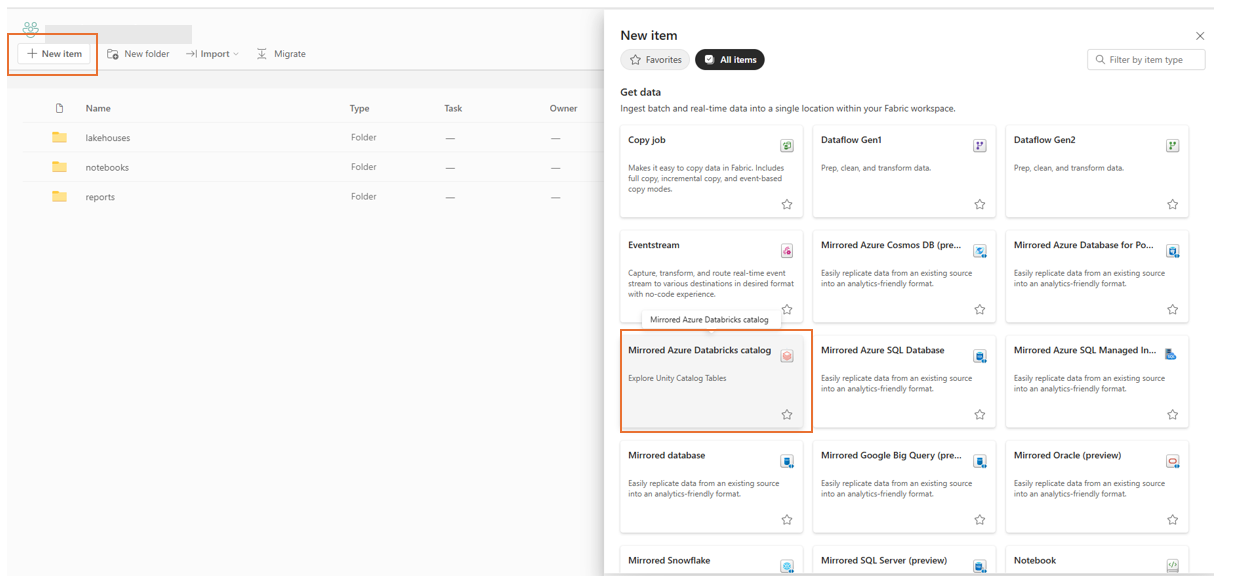 New item
New folder
Import
Migrate
Name Type Task Owner
lakehouses Folder — —
notebooks Folder — —
reports Folder — —
New item
Favorites
All items
Filter by item type
Get data
Ingest batch and real-time data into a single location within your Fabric workspace.
Copy job
Makes it easy to copy data in Fabric. Includes
full copy, incremental copy, and event-based
copy modes.
Dataflow Gen1
Prep, clean, and transform data.
Dataflow Gen2
Prep, clean, and transform data.
Eventstream
Capture, transform, and route real-time event
stream to various destinations in desired format
with no-code experience.
Mirrored Azure Cosmos DB (pre...
Easily replicate data from an existing source
into an analytics-friendly format.
Mirrored Azure Database for Po...
Easily replicate data from an existing source
into an analytics-friendly format.
Mirrored Azure Databricks catalog
Mirrored Azure Databricks catalog
Explore Unity Catalog Tables
Mirrored Azure SQL Database
Easily replicate data from an existing source
into an analytics-friendly format.
Mirrored Azure SQL Managed In...
Easily replicate data from an existing source
into an analytics-friendly format.
Mirrored database
Easily replicate data from an existing source
into an analytics-friendly format.
Mirrored Google Big Query (pre...
Easily replicate data from an existing source
into an analytics-friendly format.
Mirrored Oracle (preview)
Easily replicate data from an existing source
into an analytics-friendly format.
Mirrored Snowflake
Mirrored SQL Server (preview)
Notebook